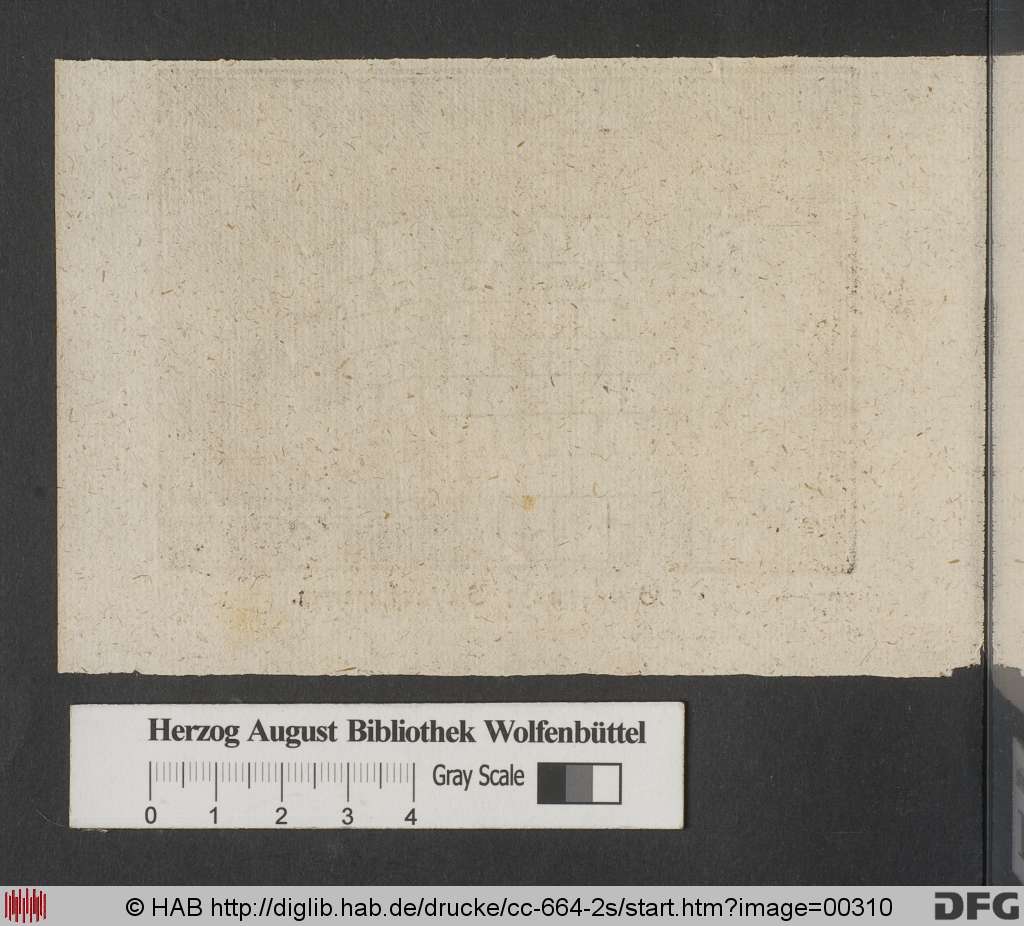 Herzog August Bibliothek Wolfenbüttel
Gray Scale
0 1 2 3 4
© HAB http://diglib.hab.de/drucke/cc-664-2s/start.htm?image=00310
DFG